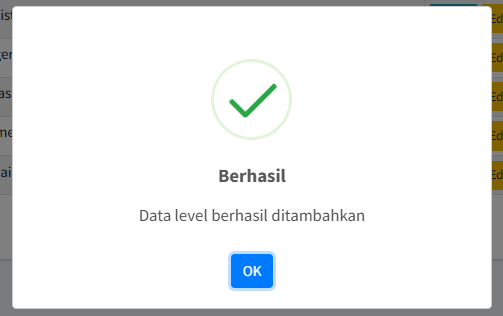 Berhasil
Data level berhasil ditambahkan
OK